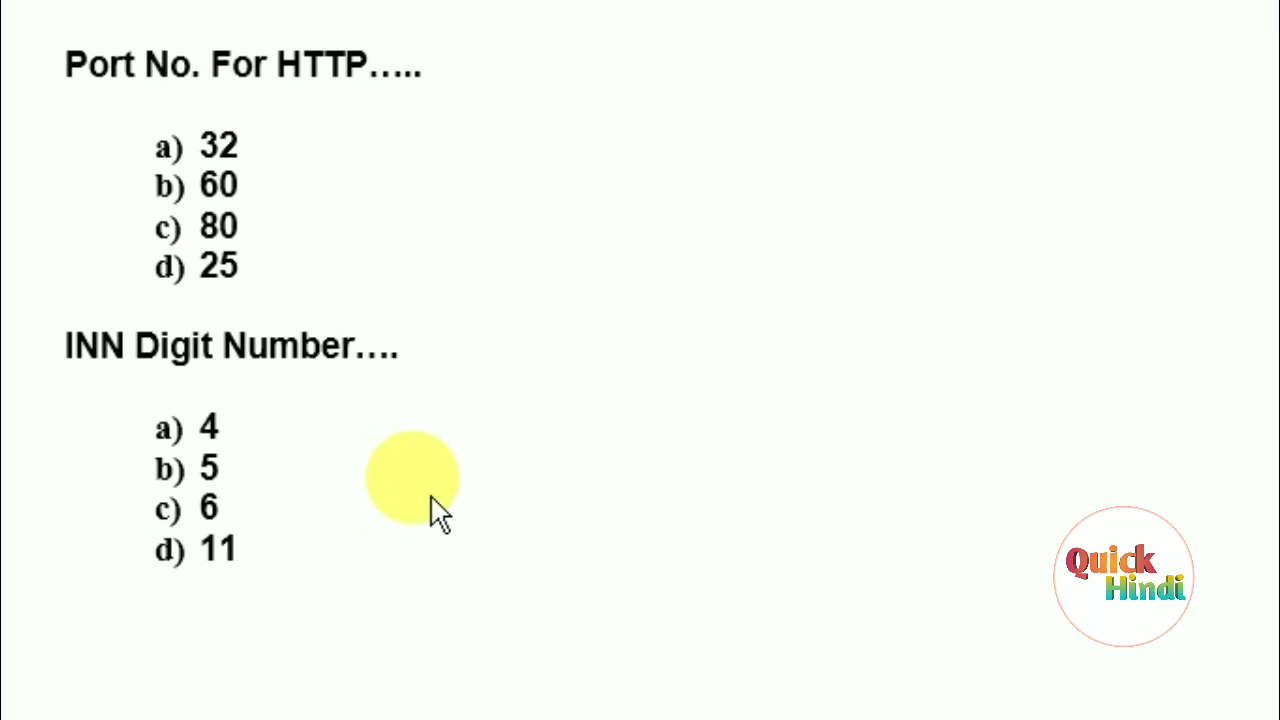 Port No. For HTTP.....
a) 32
b) 60
c) 80
d) 25
INN Digit Number....
a) 4
b) 5
c) 6
d) 11
Quick
Hindi